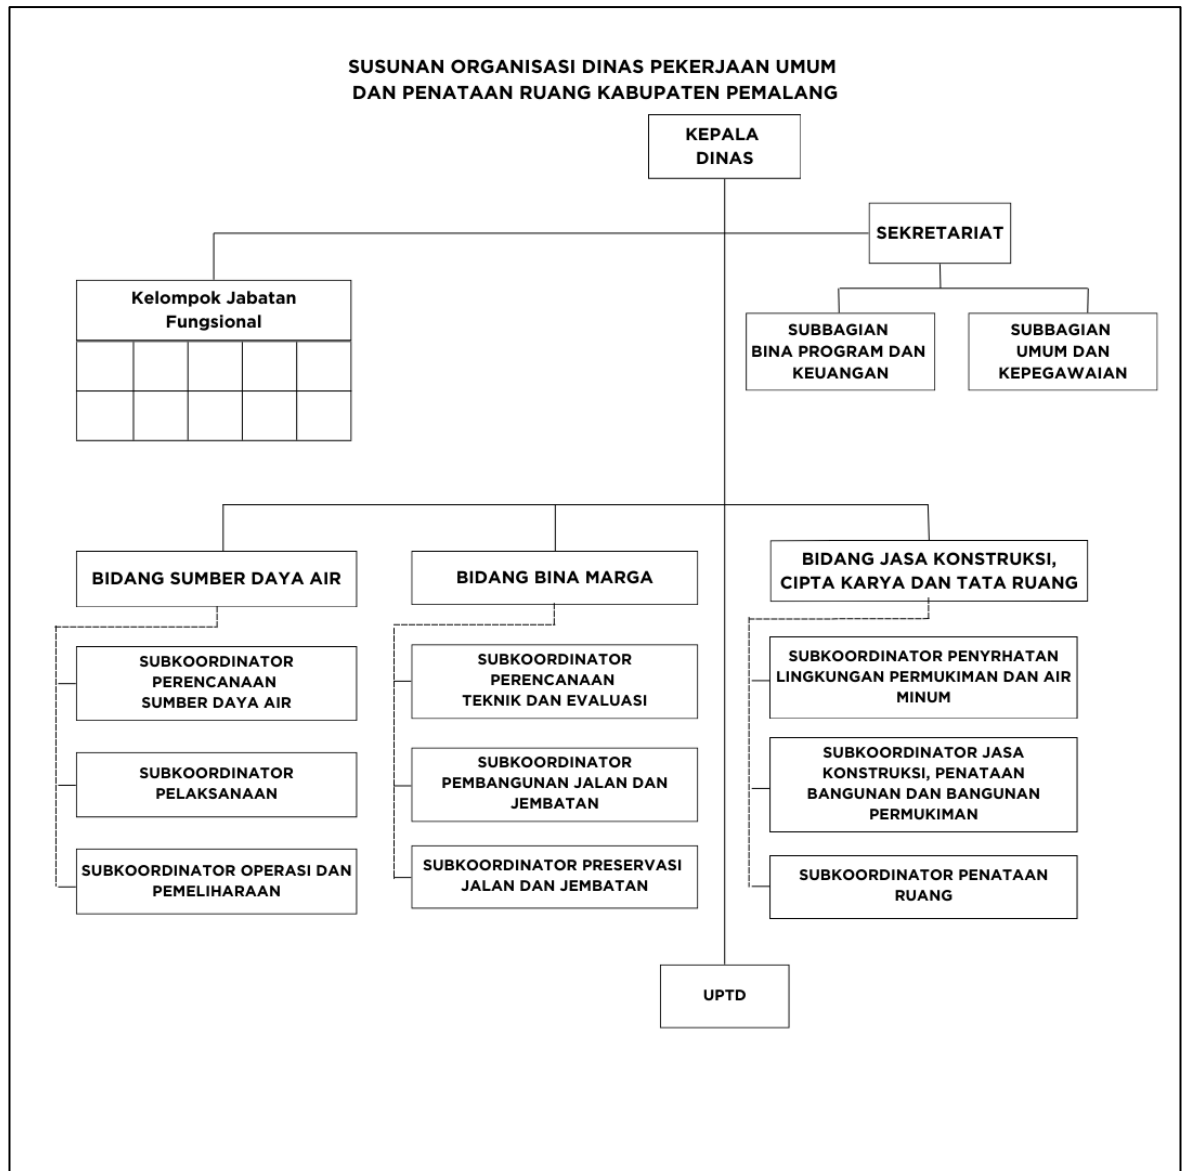 SUSUNAN ORGANISASI DINAS PEKERJAAN UMUM
DAN PENATAAN RUANG KABUPATEN PEMALANG
KEPALA
DINAS
SEKRETARIAT
Kelompok Jabatan
Fungsional
SUBBAGIAN
BINA PROGRAM DAN
KEUANGAN
SUBBAGIAN
UMUM DAN
KEPEGAWAIAN
BIDANG SUMBER DAYA AIR
BIDANG BINA MARGA
BIDANG JASA KONSTRUKSI,
CIPTA KARYA DAN TATA RUANG
SUBKOORDINATOR
PERENCANAAN
SUMBER DAYA AIR
SUBKOORDINATOR
PELAKSANAAN
SUBKOORDINATOR OPERASI DAN
PEMELIHARAAN
SUBKOORDINATOR
PERENCANAAN
TEKNIK DAN EVALUASI
SUBKOORDINATOR
PEMBANGUNAN JALAN DAN
JEMBATAN
SUBKOORDINATOR PRESERVASI
JALAN DAN JEMBATAN
SUBKOORDINATOR PENYRHATAN
LINGKUNGAN PERMUKIMAN DAN AIR
MINUM
SUBKOORDINATOR JASA
KONSTRUKSI, PENATAAN
BANGUNAN DAN BANGUNAN
PERMUKIMAN
SUBKOORDINATOR PENATAAN
RUANG
UPTD